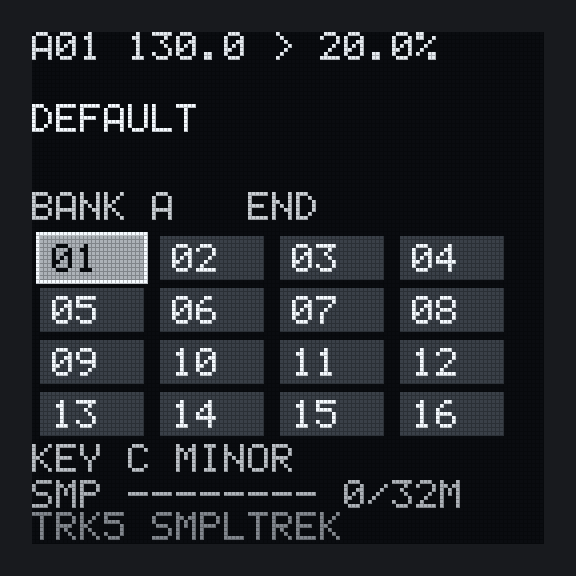 A01 130.0 > 20.0%
DEFAULT
BANK A END
01 02 03 04
05 06 07 08
09 10 11 12
13 14 15 16
KEY C MINOR
SMP -------- 0/32M
TRK5 SMPLTREK